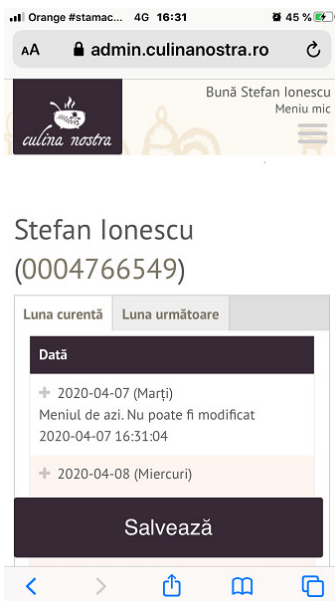 Orange #stamac... 4G 16:31 45 %
AA admin.culinanostra.ro
culina nostra
Bună Stefan Ionescu
Meniu mic
Stefan Ionescu
(0004766549)
Luna curentă Luna următoare
Dată
2020-04-07 (Marți)
Meniul de azi. Nu poate fi modificat
2020-04-07 16:31:04
2020-04-08 (Miercuri)
Salvează